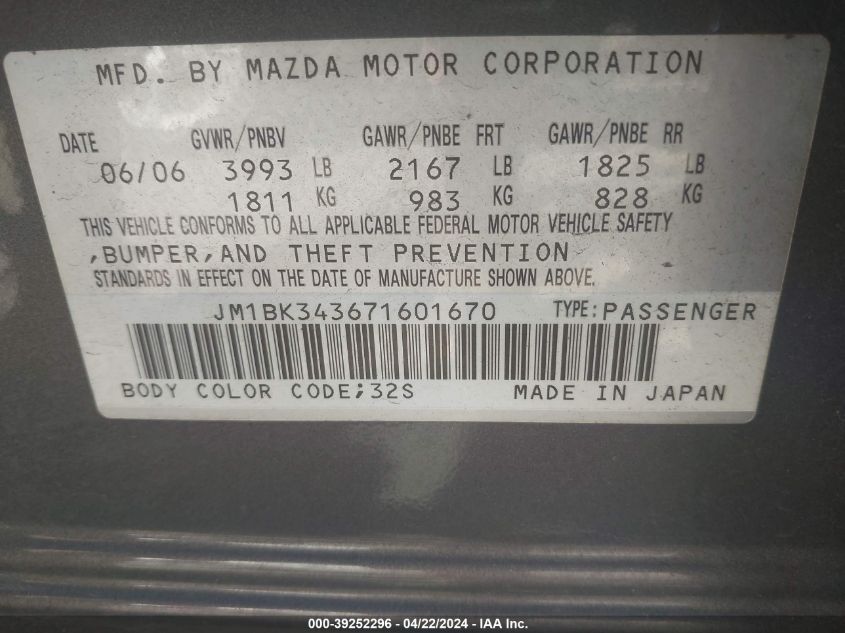 MFD. BY MAZDA MOTOR CORPORATION
DATE GVWR/PNBV GAWR/PNBE FRT GAWR/PNBE RR
06/06 3993 LB 2167 LB 1825 LB
1811 KG 983 KG 828 KG
THIS VEHICLE CONFORMS TO ALL APPLICABLE FEDERAL MOTOR VEHICLE SAFETY
,BUMPER,AND THEFT PREVENTION
STANDARDS IN EFFECT ON THE DATE OF MANUFACTURE SHOWN ABOVE.
JM1BK343671601670 TYPE:PASSENGER
BODY COLOR CODE;32S MADE IN JAPAN
000-39252296 - 04/22/2024 - IAA Inc.